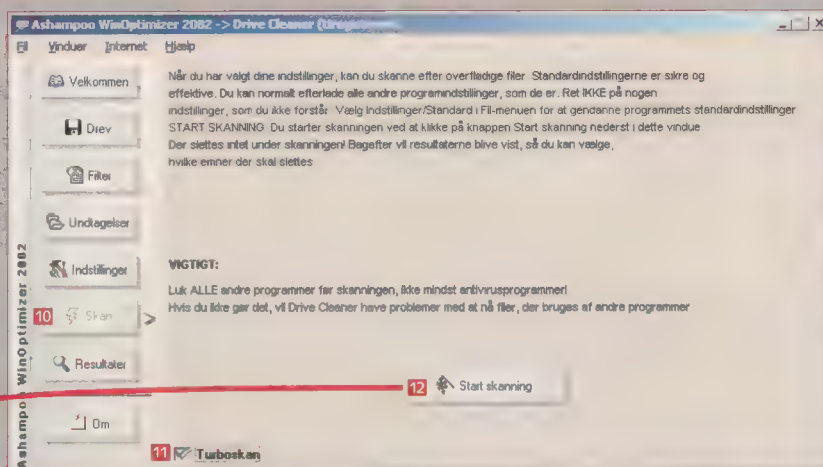 Ashampoo WinOptimizer 2002 -> Drive Cleaner
Fil Vinduer Internet Hjælp
Velkommen
Drev
Filter
Undtagelser
Indstillinger
10 Skan >
Resultater
Om
Ashampoo WinOptimizer 2002
Når du har valgt dine indstillinger, kan du skanne efter overflødige filer Standardindstillingerne er sikre og
effektive. Du kan normalt efterlade alle andre programindstillinger, som de er. Ret IKKE på nogen
indstillinger, som du ikke forstår Vælg Indstillinger/Standard i Fil-menuen for at gendanne programmets standardindstillinger
START SKANNING Du starter skanningen ved at klikke på knappen Start skanning nederst i dette vindue
Der slettes intet under skanningen! Bagefter vil resultaterne blive vist, så du kan vælge,
hvilke emner der skal slettes
VIGTIGT:
Luk ALLE andre programmer før skanningen, ikke mindst antivirusprogrammer!
Hvis du ikke gør det, vil Drive Cleaner have problemer med at nå filer, der bruges af andre programmer
12 Start skanning
11 Turboskan